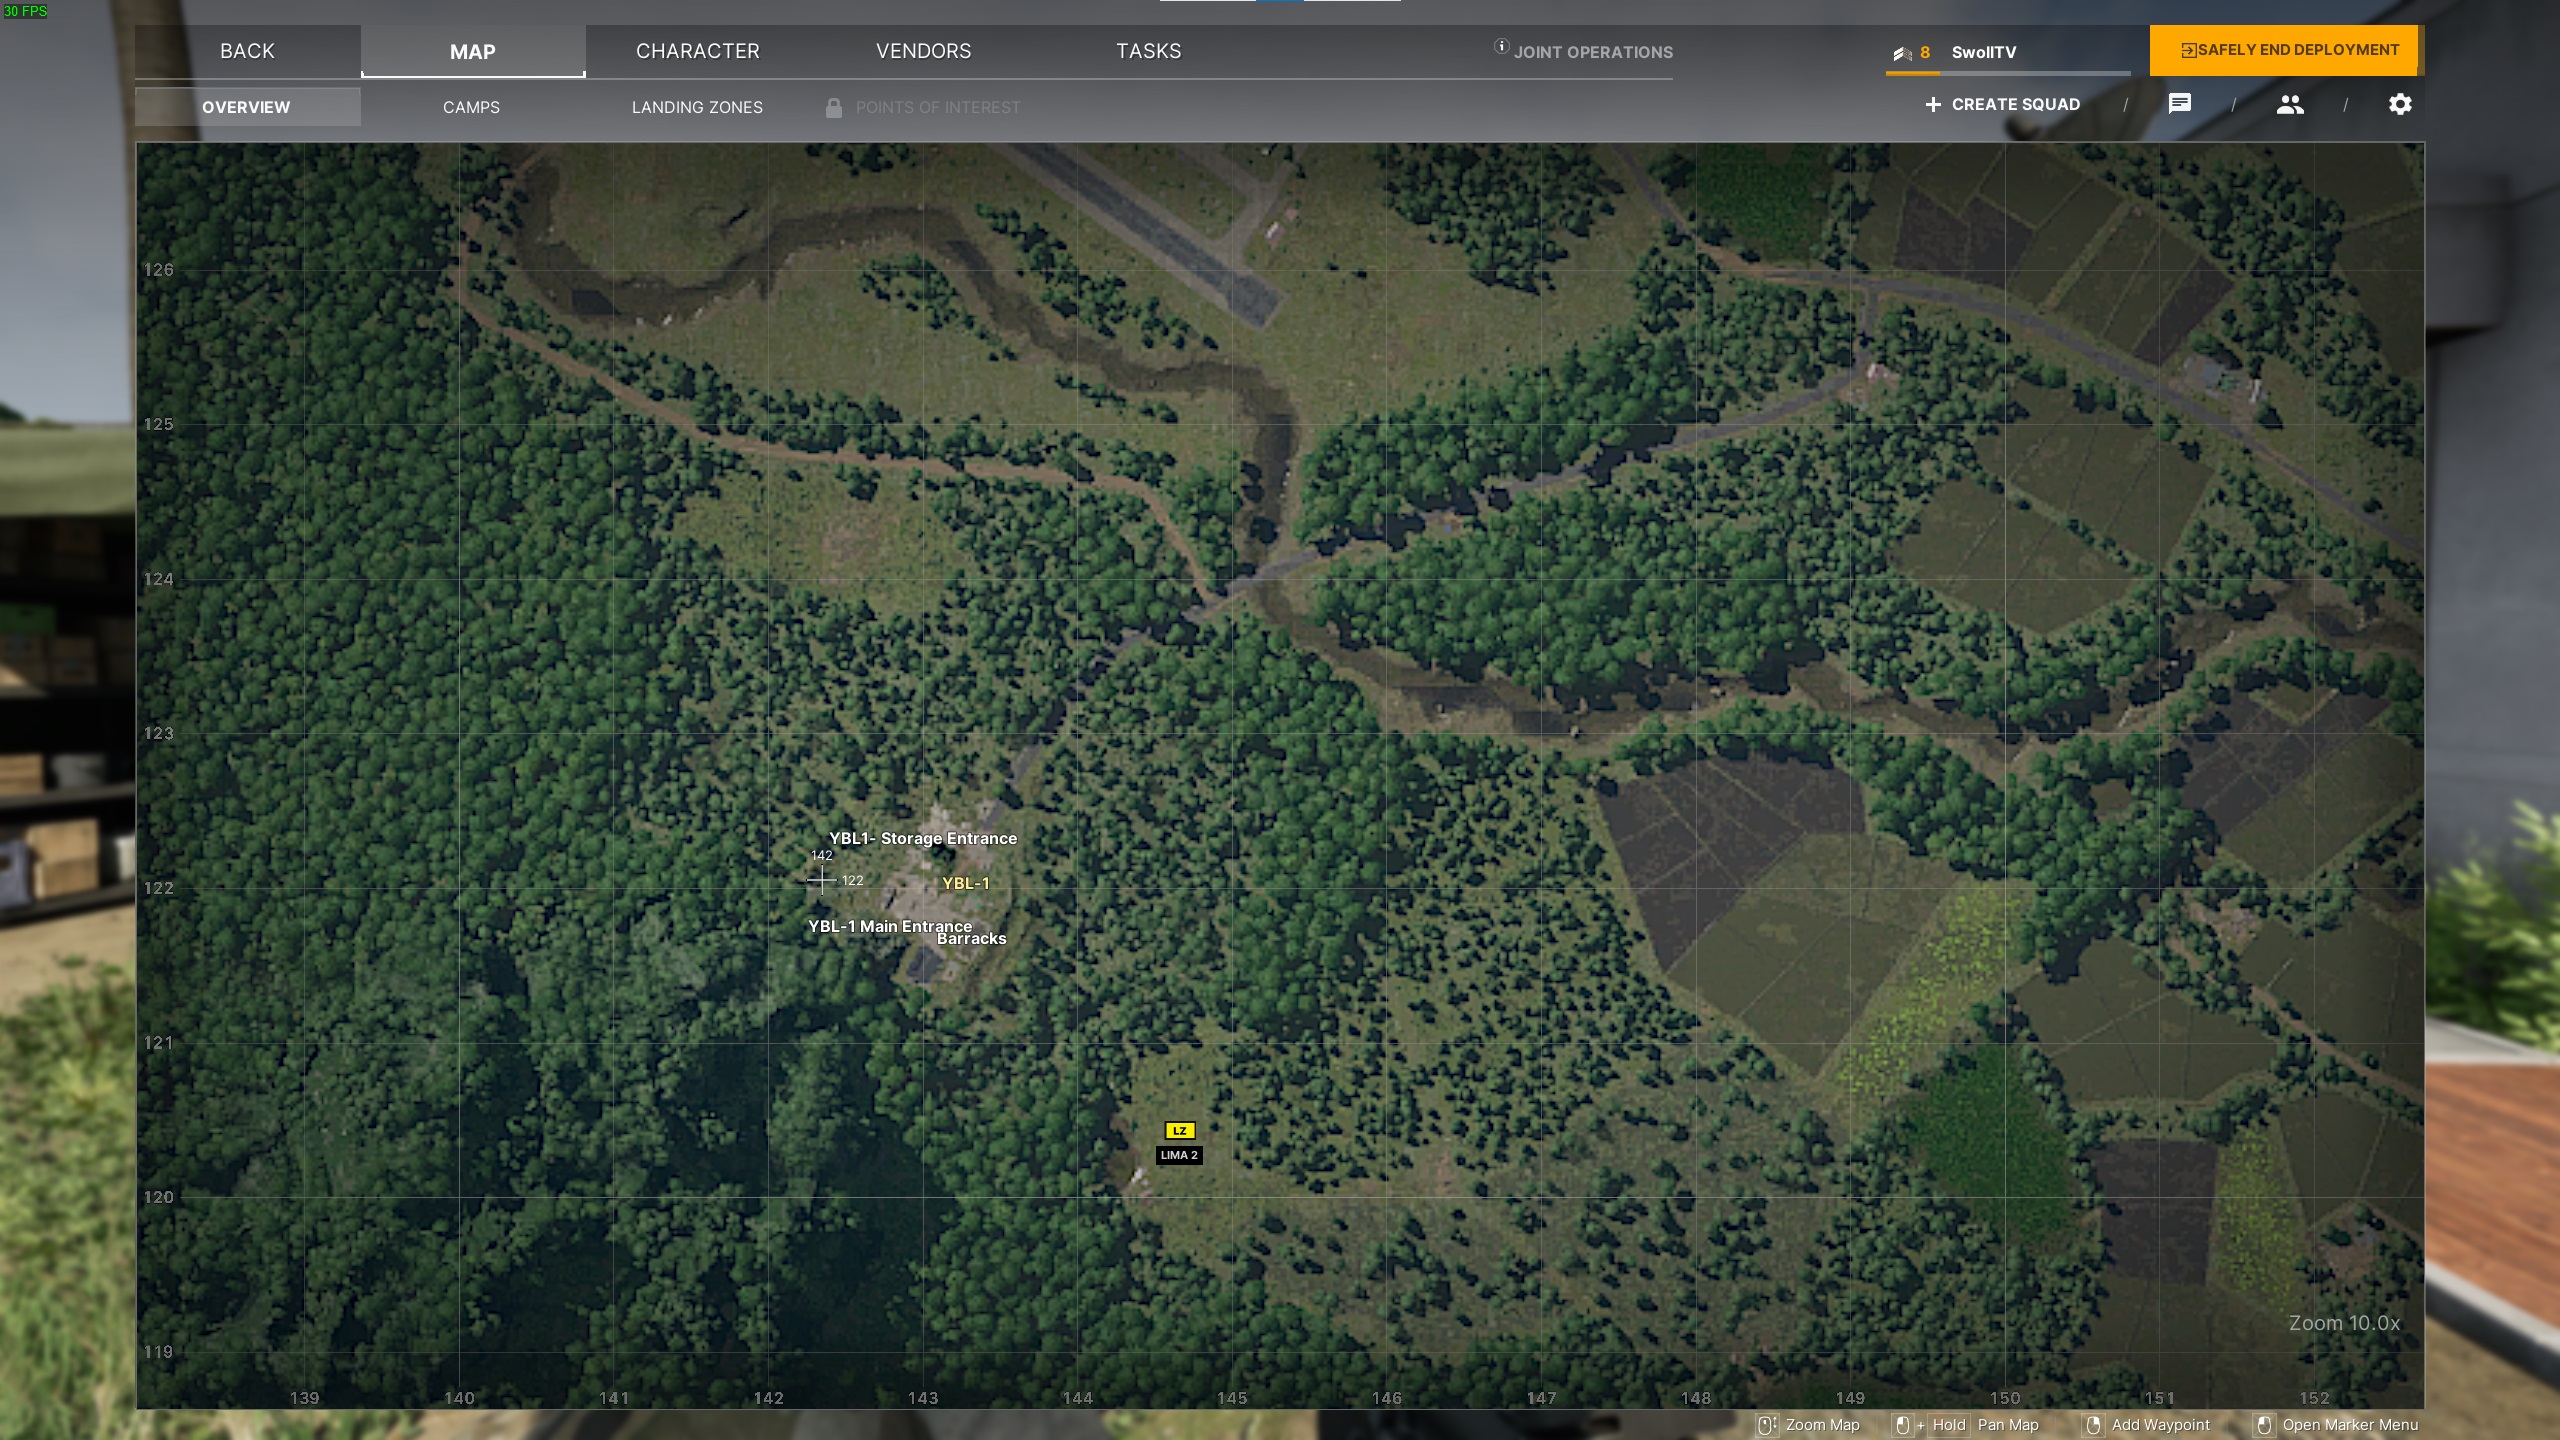 30 FPS
BACK
MAP
CHARACTER
VENDORS
TASKS
JOINT OPERATIONS
8
SwollTV
SAFELY END DEPLOYMENT
OVERVIEW
CAMPS
LANDING ZONES
POINTS OF INTEREST
CREATE SQUAD
/
/
/
126
125
124
123
122
121
120
119
YBL1- Storage Entrance
142
122
YBL-1
YBL-1 Main Entrance
Barracks
LZ
LIMA 2
Zoom 10.0x
139
140
141
142
143
144
145
146
147
148
149
150
151
152
Zoom Map
+ Hold Pan Map
Add Waypoint
Open Marker Menu